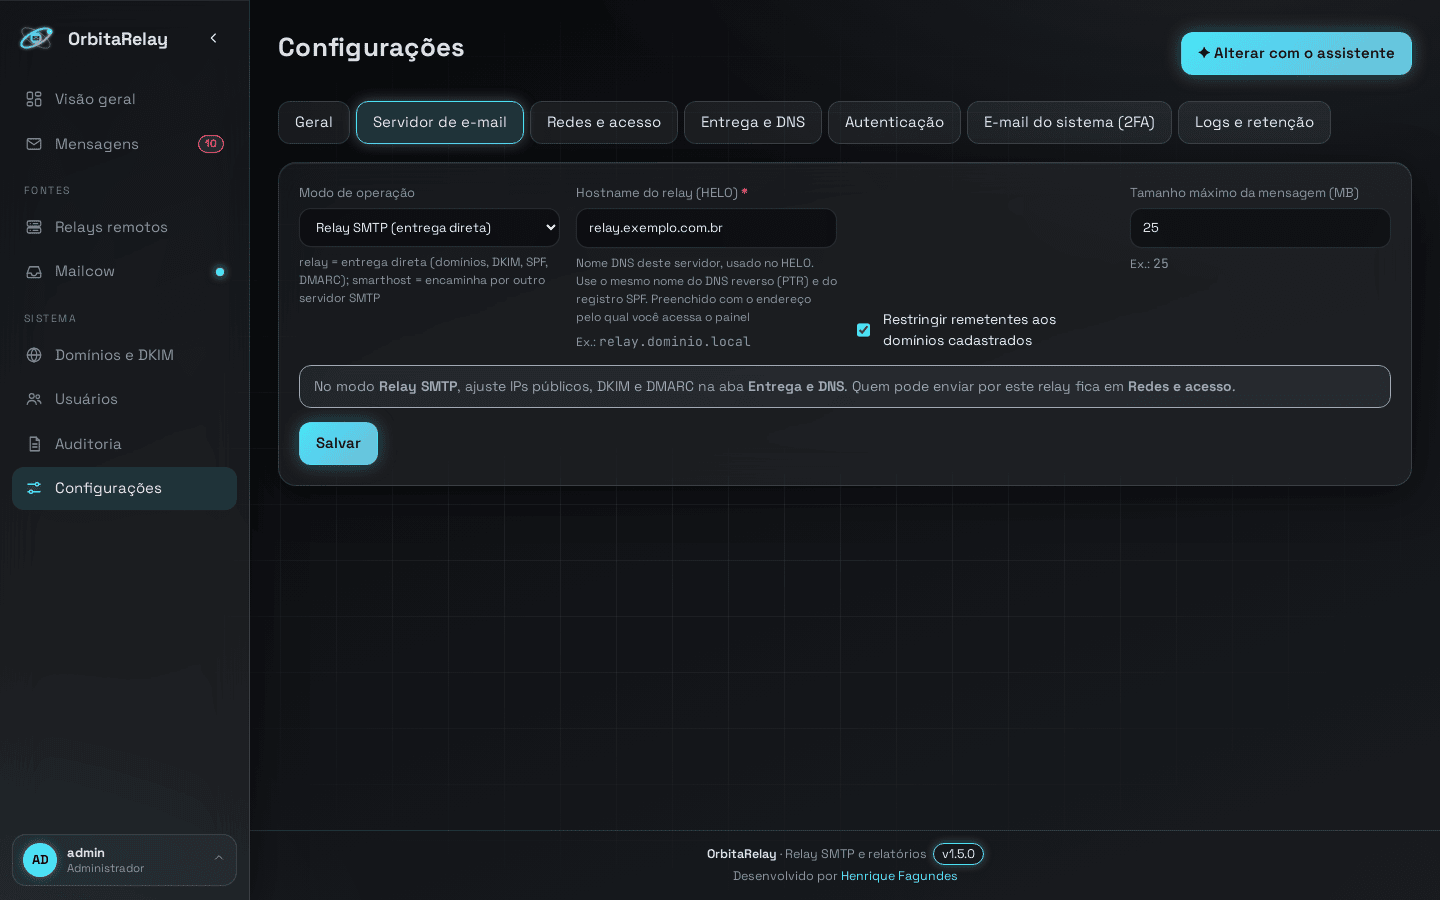 OrbitaRelay
Visão geral
Mensagens
10
FONTES
Relays remotos
Mailcow
SISTEMA
Domínios e DKIM
Usuários
Auditoria
Configurações
AD
admin
Administrador
Configurações
✦ Alterar com o assistente
Geral
Servidor de e-mail
Redes e acesso
Entrega e DNS
Autenticação
E-mail do sistema (2FA)
Logs e retenção
Modo de operação
Relay SMTP (entrega direta)
relay = entrega direta (domínios, DKIM, SPF,
DMARC); smarthost = encaminha por outro
servidor SMTP
Hostname do relay (HELO) *
relay.exemplo.com.br
Nome DNS deste servidor, usado no HELO.
Use o mesmo nome do DNS reverso (PTR) e do
registro SPF. Preenchido com o endereço
pelo qual você acessa o painel
Ex.: relay.dominio.local
Restringir remetentes aos
domínios cadastrados
Tamanho máximo da mensagem (MB)
25
Ex.: 25
No modo Relay SMTP, ajuste IPs públicos, DKIM e DMARC na aba Entrega e DNS. Quem pode enviar por este relay fica em Redes e acesso.
Salvar
OrbitaRelay · Relay SMTP e relatórios v1.5.0
Desenvolvido por Henrique Fagundes